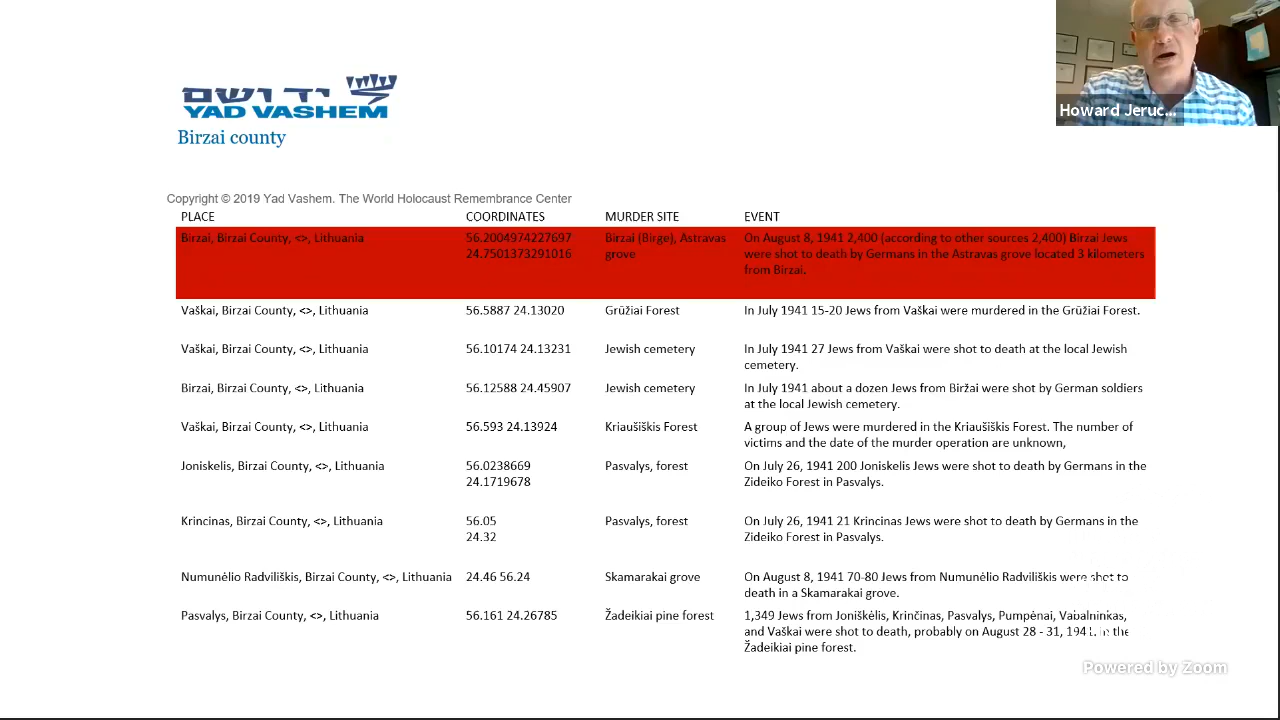 יד ושם
YAD VASHEM
Birzai county
Howard Jeruc...
Copyright © 2019 Yad Vashem. The World Holocaust Remembrance Center
PLACE COORDINATES MURDER SITE EVENT
Birzai, Birzai County, <>, Lithuania 56.2004974227697 Birzai (Birge), Astravas On August 8, 1941 2,400 (according to other sources 2,400) Birzai Jews
24.7501373291016 grove were shot to death by Germans in the Astravas grove located 3 kilometers
from Birzai.
Vaškai, Birzai County, <>, Lithuania 56.5887 24.13020 Grūžiai Forest In July 1941 15-20 Jews from Vaškai were murdered in the Grūžiai Forest.
Vaškai, Birzai County, <>, Lithuania 56.10174 24.13231 Jewish cemetery In July 1941 27 Jews from Vaškai were shot to death at the local Jewish
cemetery.
Birzai, Birzai County, <>, Lithuania 56.12588 24.45907 Jewish cemetery In July 1941 about a dozen Jews from Biržai were shot by German soldiers
at the local Jewish cemetery.
Vaškai, Birzai County, <>, Lithuania 56.593 24.13924 Kriaušiškis Forest A group of Jews were murdered in the Kriaušiškis Forest. The number of
victims and the date of the murder operation are unknown,
Joniskelis, Birzai County, <>, Lithuania 56.0238669 Pasvalys, forest On July 26, 1941 200 Joniskelis Jews were shot to death by Germans in the
24.1719678 Zideiko Forest in Pasvalys.
Krincinas, Birzai County, <>, Lithuania 56.05 Pasvalys, forest On July 26, 1941 21 Krincinas Jews were shot to death by Germans in the
24.32 Zideiko Forest in Pasvalys.
Numunėlio Radviliškis, Birzai County, <>, Lithuania 24.46 56.24 Skamarakai grove On August 8, 1941 70-80 Jews from Numunėlio Radviliškis were shot to
death in a Skamarakai grove.
Pasvalys, Birzai County, <>, Lithuania 56.161 24.26785 Žadeikiai pine forest 1,349 Jews from Joniškėlis, Krinčinas, Pasvalys, Pumpėnai, Vabalninkas,
and Vaškai were shot to death, probably on August 28 - 31, 1941. in the
Žadeikiai pine forest.
Powered by Zoom